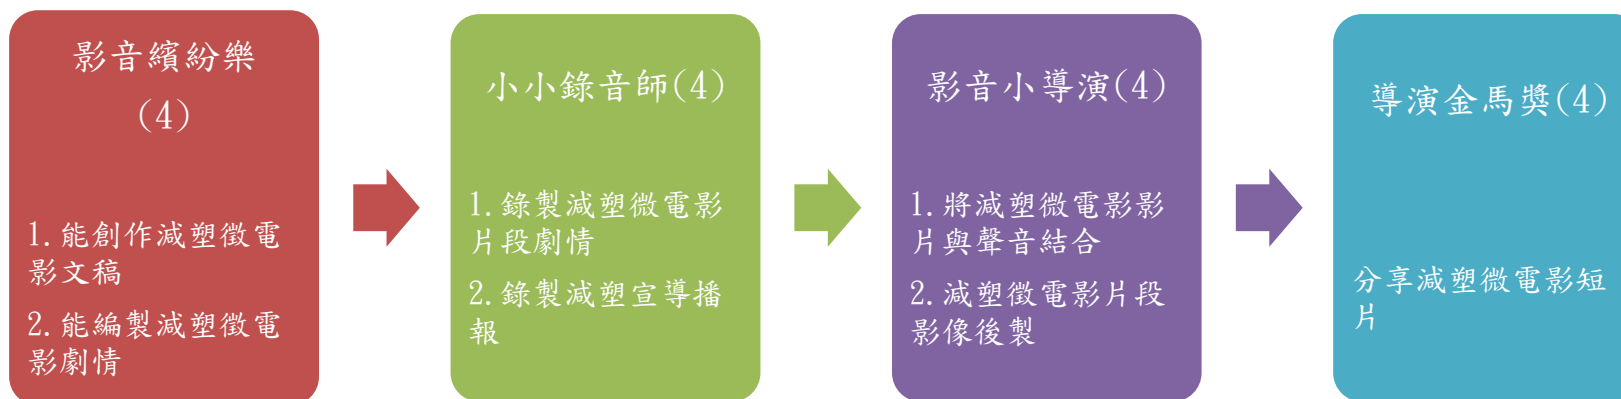 影音繽紛樂
(4)
1.能創作減塑徵電
影文稿
2.能編製減塑徵電
影劇情
小小錄音師(4)
1.錄製減塑微電影
片段劇情
2.錄製減塑宣導播
報
影音小導演(4)
1.將減塑微電影影
片與聲音結合
2.減塑徵電影片段
影像後製
導演金馬獎(4)
分享減塑微電影短
片